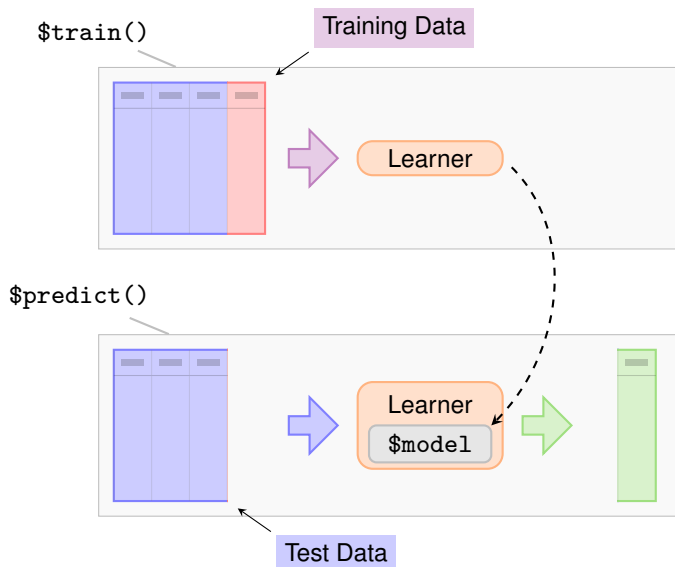 $train()
Training Data
Learner
$predict()
Learner
$model
Test Data